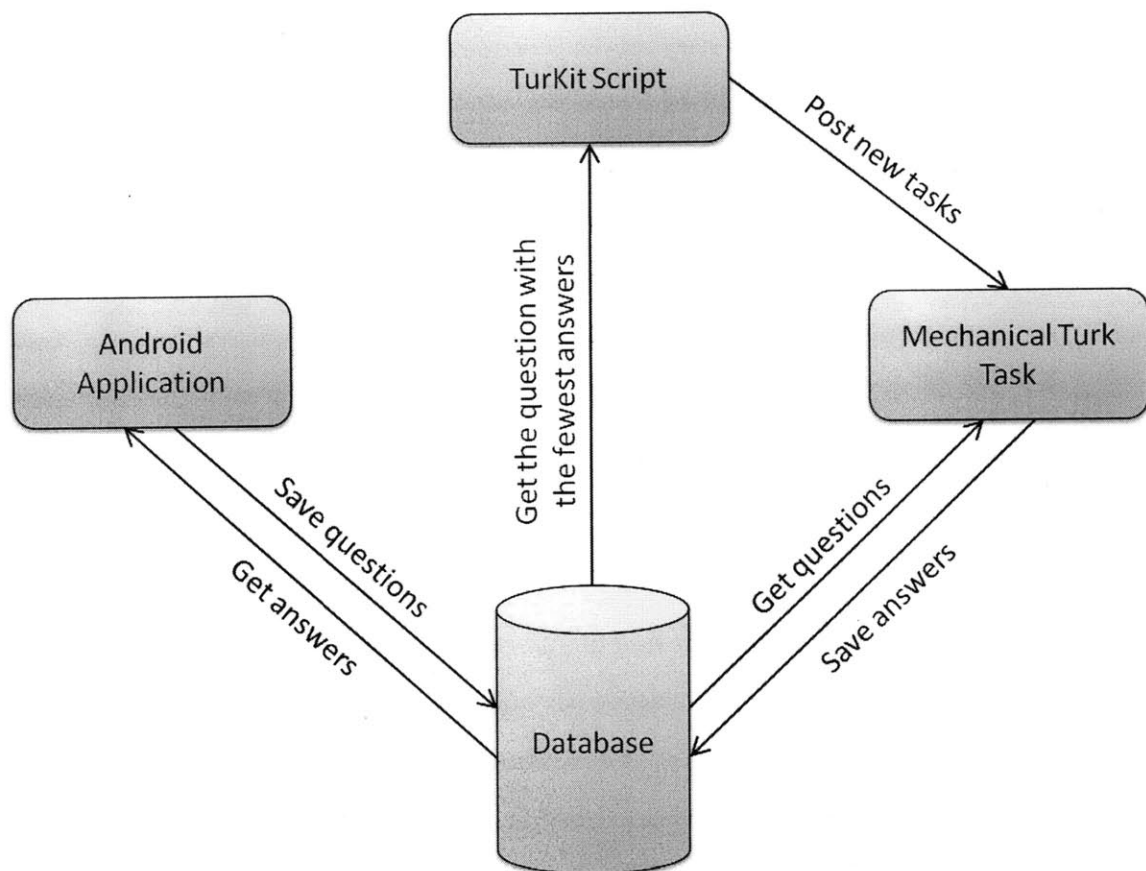 TurKit Script
Post new tasks
Get the question with
the fewest answers
Android
Application
Mechanical Turk
Task
Save questions
Get answers
Get questions
Save answers
Database